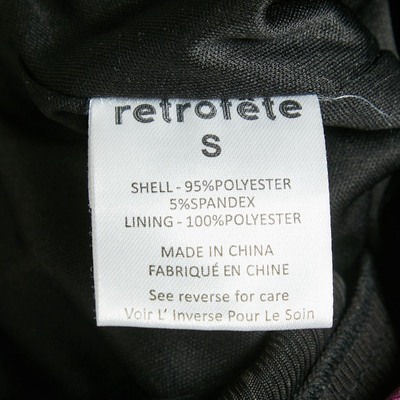 retrofête
S
SHELL - 95%POLYESTER
5%SPANDEX
LINING - 100%POLYESTER
MADE IN CHINA
FABRIQUÉ EN CHINE
See reverse for care
Voir L' Inverse Pour Le Soin